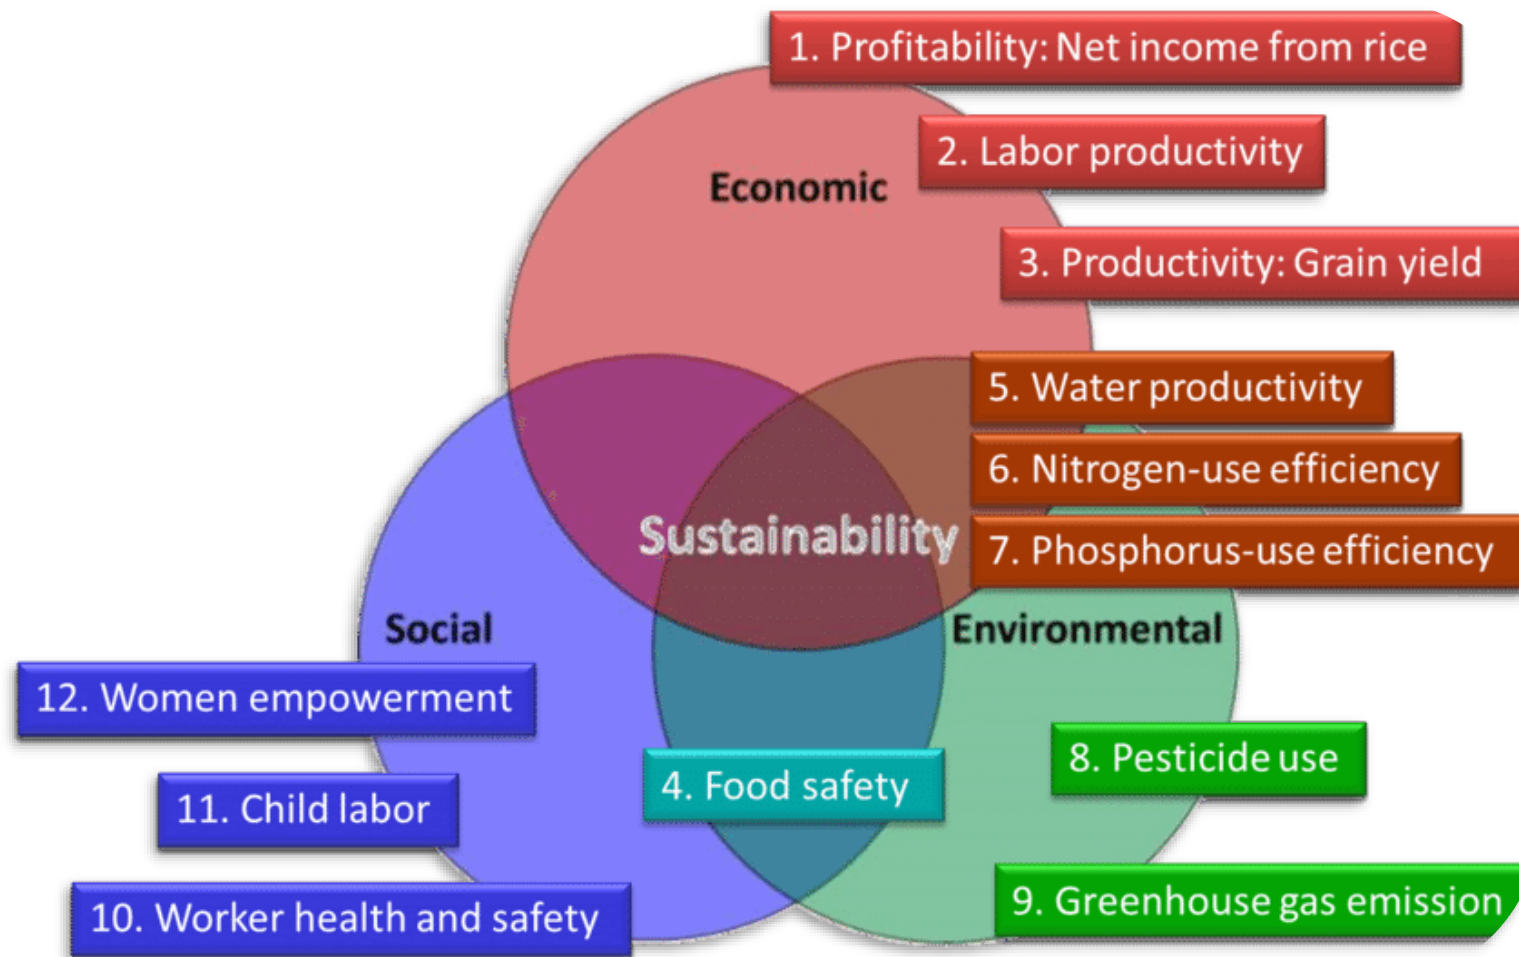 1. Profitability: Net income from rice
2. Labor productivity
Economic
3. Productivity: Grain yield
5. Water productivity
6. Nitrogen-use efficiency
Sustainability
7. Phosphorus-use efficiency
Social
Environmental
12. Women empowerment
8. Pesticide use
4. Food safety
11. Child labor
9. Greenhouse gas emission
10. Worker health and safety